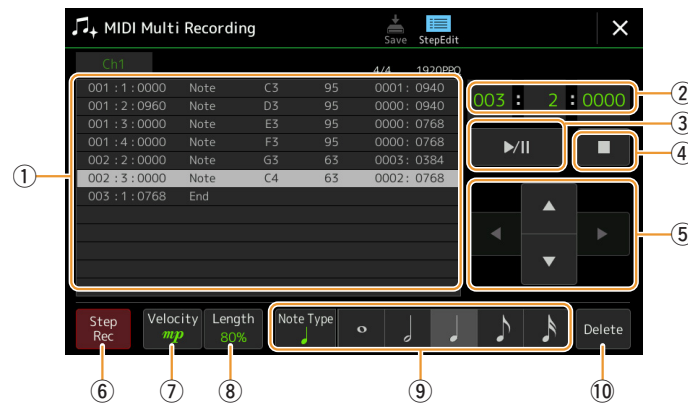 MIDI Multi Recording
Save StepEdit
Ch1 4/4 1920PPQ
001 :1:0000 Note C3 95 0001: 0940
001 :2:0960 Note D3 95 0000: 0940
001 :3:0000 Note E3 95 0000: 0768
001 :4:0000 Note F3 95 0000: 0768
002 :2:0000 Note G3 63 0003: 0384
002 :3:0000 Note C4 63 0002: 0768
003 :1:0768 End
003 : 2 : 0000
Step
Rec
Velocity
mp
Length
80%
Note Type
Delete
①
②
③
④
⑤
⑥
⑦
⑧
⑨
⑩